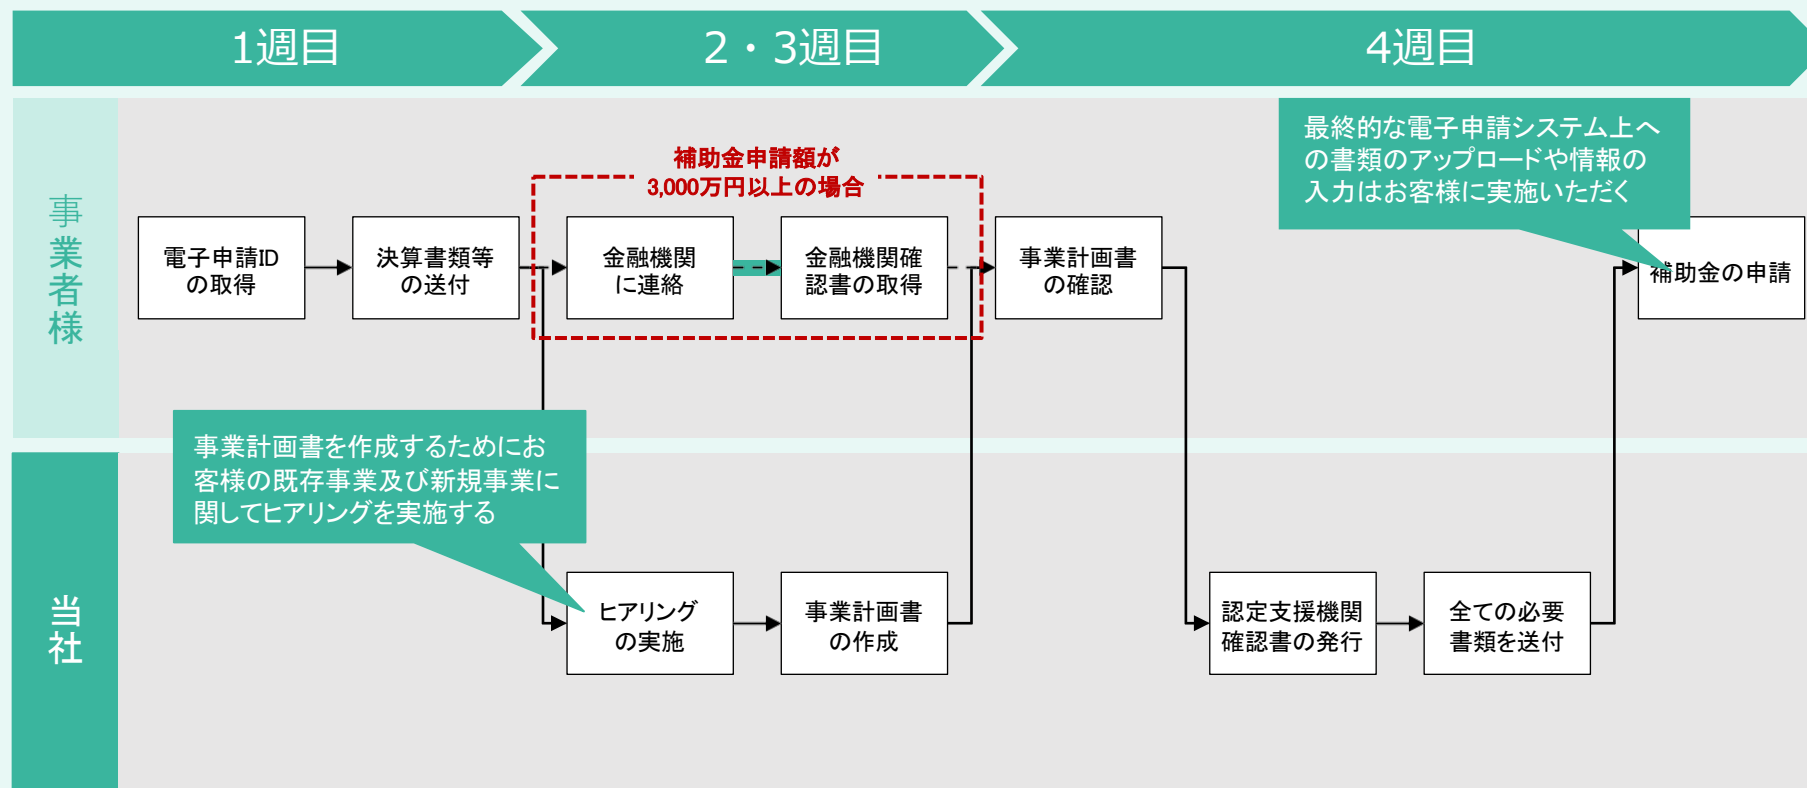 1週目
2・3週目
4週目
事業者様
最終的な電子申請システム上へ
の書類のアップロードや情報の
入力はお客様に実施いただく
補助金申請額が
3,000万円以上の場合
電子申請ID
の取得
決算書類等
の送付
金融機関
に連絡
金融機関確
認書の取得
事業計画書
の確認
補助金の申請
当社
事業計画書を作成するためにお
客様の既存事業及び新規事業に
関してヒアリングを実施する
ヒアリング
の実施
事業計画書
の作成
認定支援機関
確認書の発行
全ての必要
書類を送付